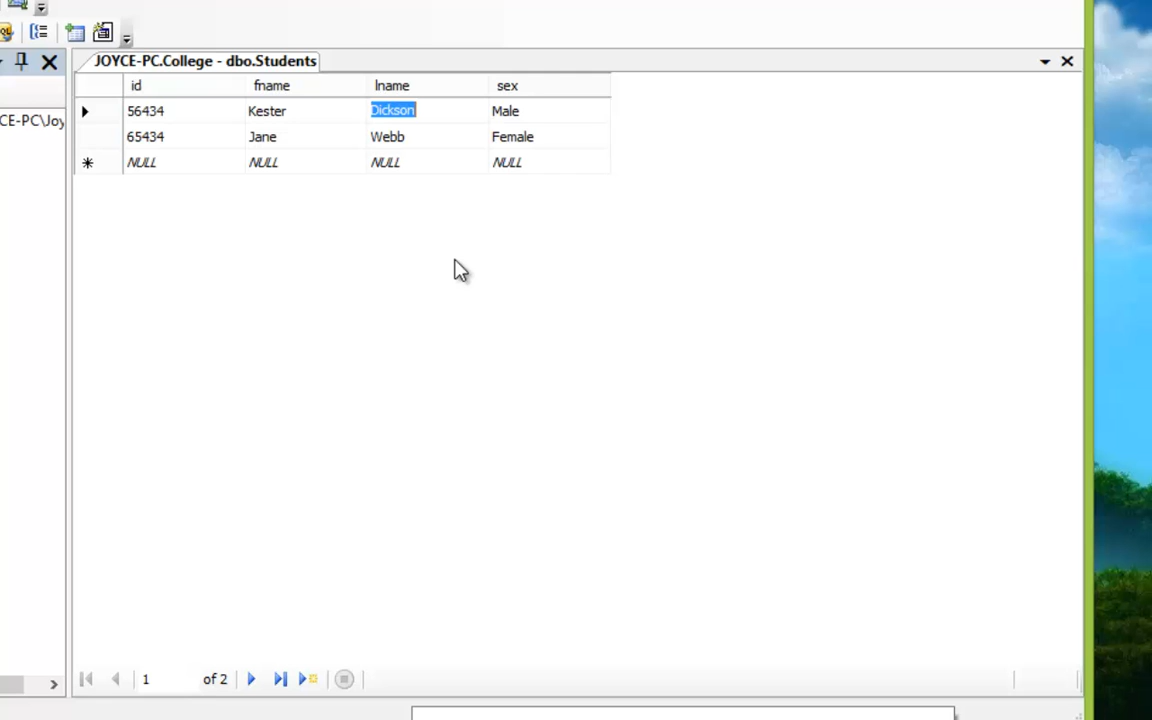 JOYCE-PC.College - dbo.Students
id fname lname sex
CE-PC\Joy
56434 Kester Dickson Male
65434 Jane Webb Female
NULL NULL NULL NULL
1 of 2